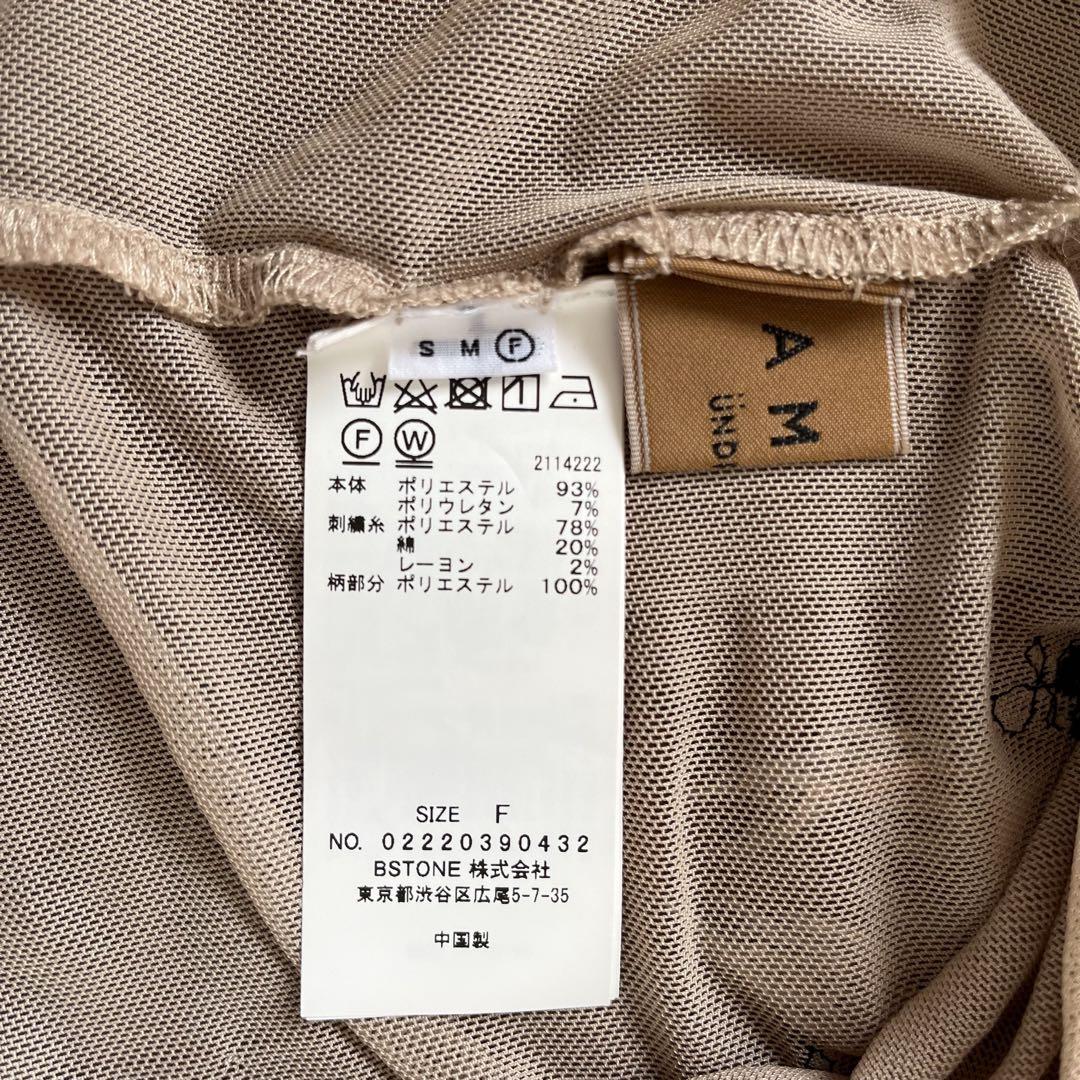 S M F
F W
2114222
本体 ポリエステル 93%
ポリウレタン 7%
刺繍糸 ポリエステル 78%
綿 20%
レーヨン 2%
柄部分 ポリエステル 100%
SIZE F
NO. 02220390432
BSTONE 株式会社
東京都渋谷区広尾5-7-35
中国製
A M
ÜND